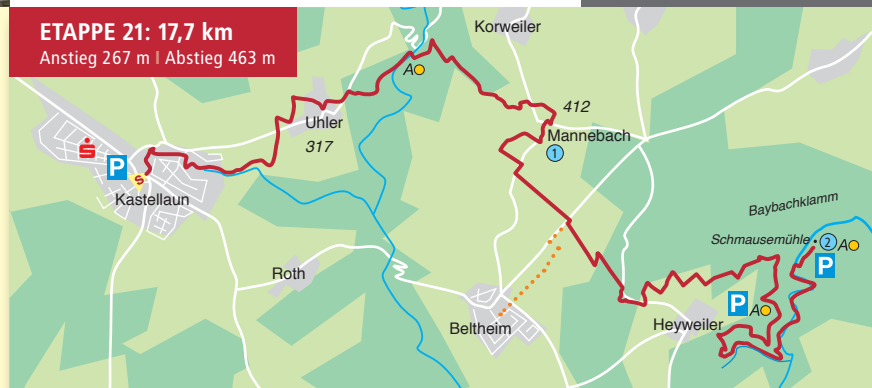 ETAPPE 21: 17,7 km
Anstieg 267 m | Abstieg 463 m
Korweiler
A
412
Uhler
317
Mannebach
1
S
P
S
Kastellaun
Baybachklamm
Schmausemühle
2
A
P
Roth
P
A
Beltheim
Heyweiler